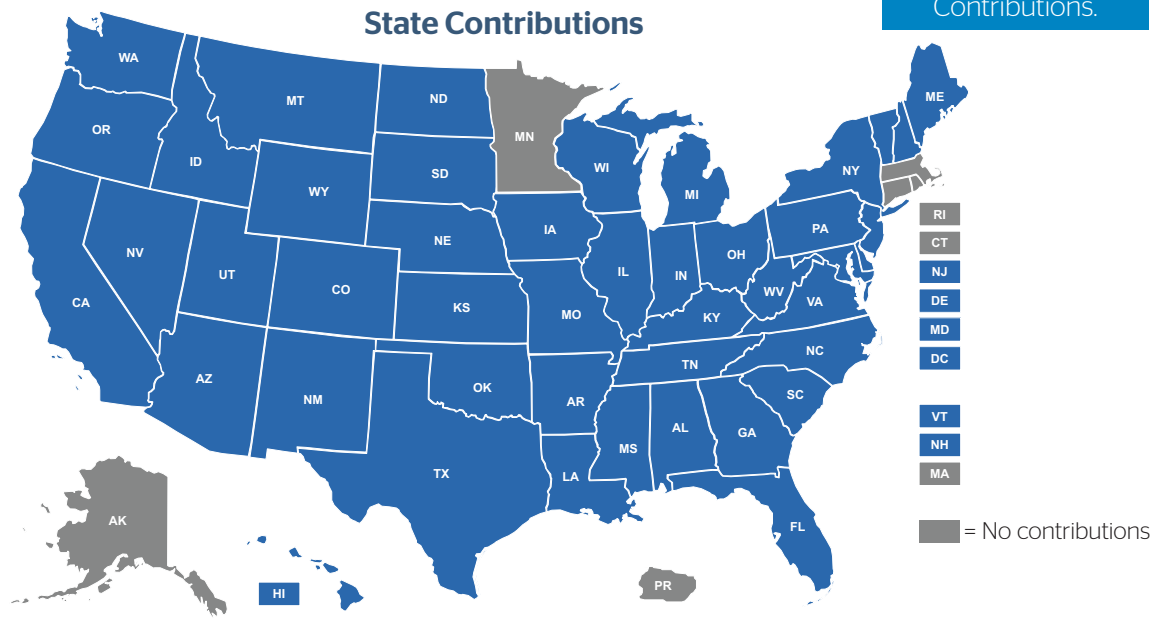 Contributions.
State Contributions
WA
MT
ND
MN
ME
OR
ID
WI
NY
SD
MI
WY
RI
PA
IA
NE
CT
NV
OH
UT
IL
IN
NJ
CO
WV
VA
DE
CA
KS
MO
KY
MD
NC
DC
TN
AZ
OK
SC
NM
AR
VT
AL
GA
NH
MS
TX
LA
MA
AK
FL
= No contributions
PR
HI